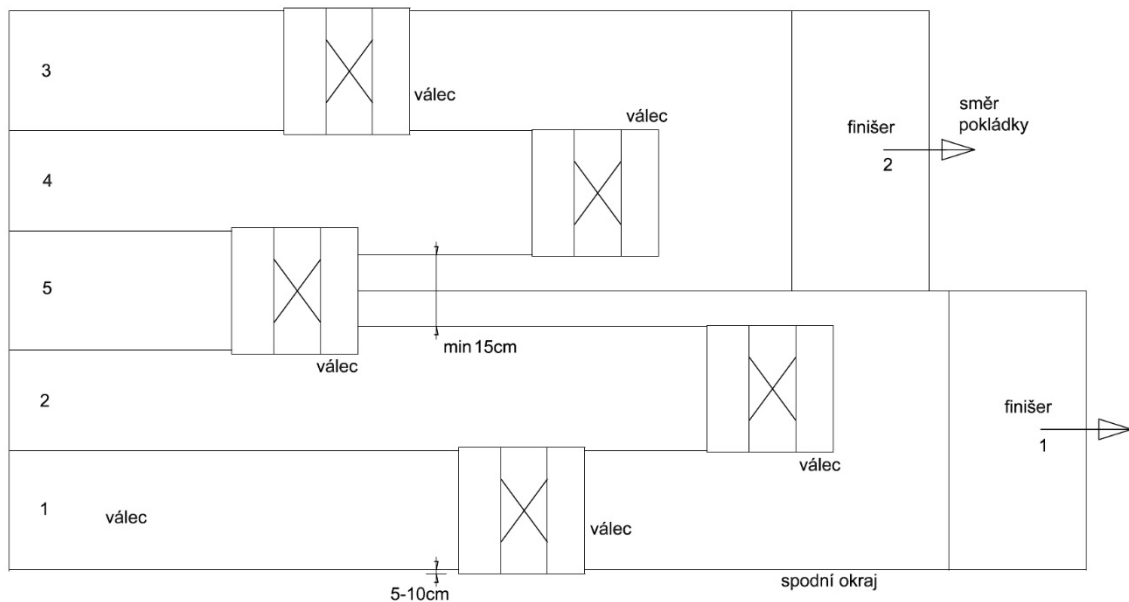 3
válec
válec
směr
pokládky
finišer
2
4
5
min 15cm
válec
2
finišer
1
válec
1
válec
válec
5-10cm
spodní okraj